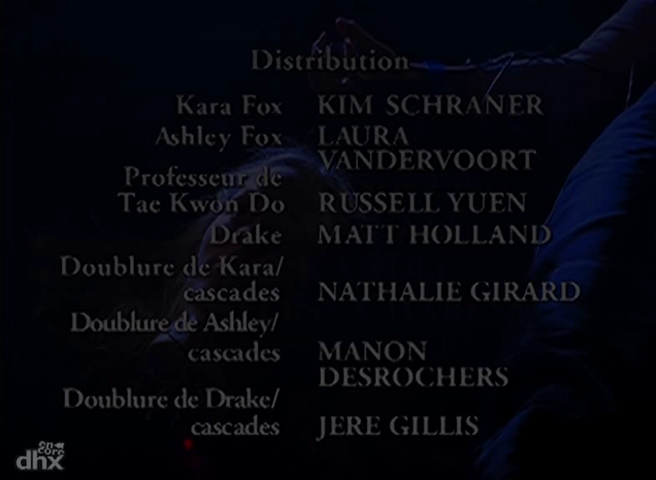 Distribution
Kara Fox KIM SCHRANER
Ashley Fox LAURA
VANDERVOORT
Professeur de
Tae Kwon Do RUSSELL YUEN
Drake MATT HOLLAND
Doublure de Kara/
cascades NATHALIE GIRARD
Doublure de Ashley/
cascades MANON
DESROCHERS
Doublure de Drake/
cascades JERE GILLIS
encore
dhx